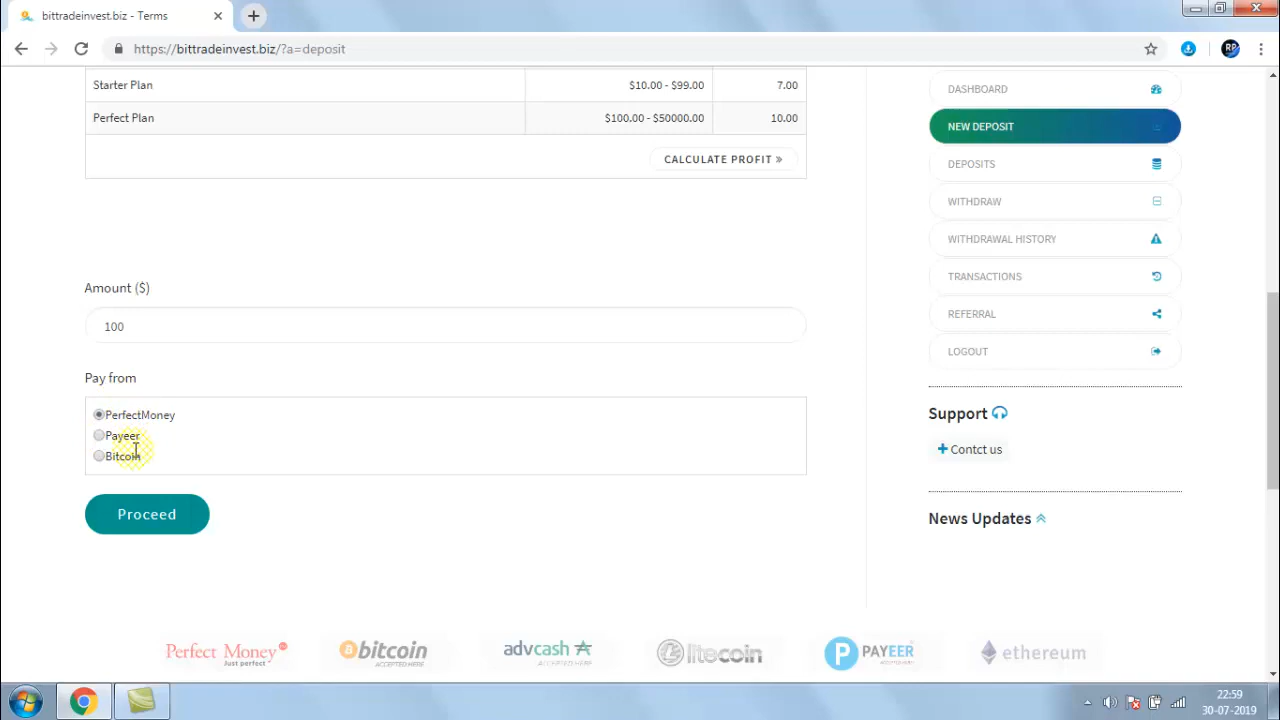 bittradeinvest.biz - Terms
https://bittradeinvest.biz/?a=deposit
RP
Starter Plan $10.00 - $99.00 7.00
Perfect Plan $100.00 - $50000.00 10.00
CALCULATE PROFIT »
Amount ($)
100
Pay from
PerfectMoney
Payeer
Bitcoin
Proceed
DASHBOARD
NEW DEPOSIT
DEPOSITS
WITHDRAW
WITHDRAWAL HISTORY
TRANSACTIONS
REFERRAL
LOGOUT
Support
Contct us
News Updates
Perfect Money
Just perfect
bitcoin
ACCEPTED HERE
advcash
ACCEPTED HERE
litecoin
P PAYEER
ethereum
22:59
30-07-2019